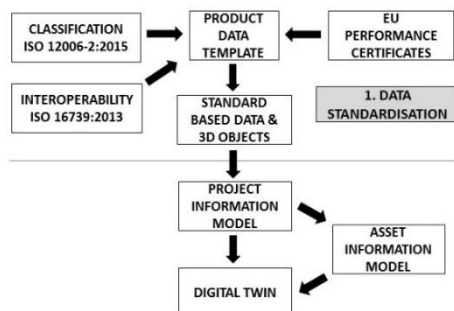 CLASSIFICATION
ISO 12006-2:2015
PRODUCT
DATA
TEMPLATE
EU
PERFORMANCE
CERTIFICATES
INTEROPERABILITY
ISO 16739:2013
STANDARD
BASED DATA &
3D OBJECTS
1. DATA
STANDARDISATION
PROJECT
INFORMATION
MODEL
ASSET
INFORMATION
MODEL
DIGITAL TWIN